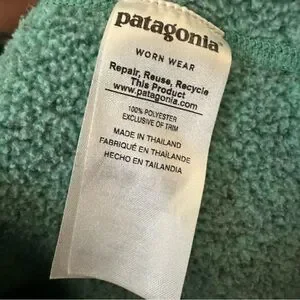 patagonia
WORN WEAR
Repair, Reuse, Recycle
This Product
www.patagonia.com
100% POLYESTER
EXCLUSIVE OF TRIM
MADE IN THAILAND
FABRIQUÉ EN THAÏLANDE
HECHO EN TAILANDIA